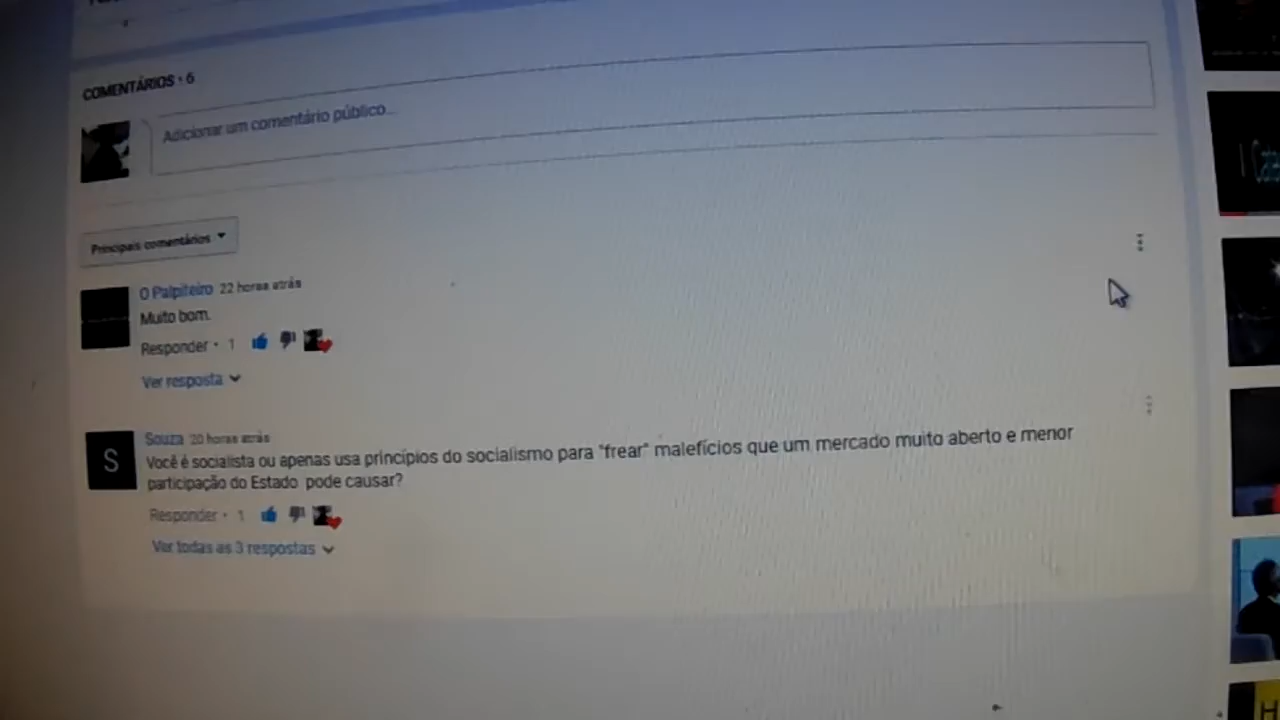 COMENTÁRIOS • 6
Adicionar um comentário público...
Principais comentários
O Palpiteiro 22 horas atrás
Muito bom.
Responder • 1
Ver resposta
S
Souza 20 horas atrás
Você é socialista ou apenas usa princípios do socialismo para "frear" malefícios que um mercado muito aberto e menor
participação do Estado pode causar?
Responder • 1
Ver todas as 3 respostas